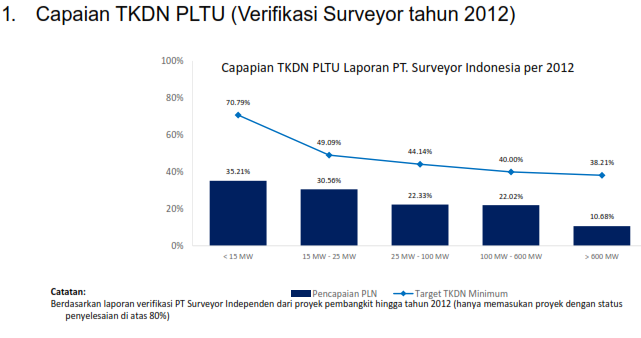 1. Capaian TKDN PLTU (Verifikasi Surveyor tahun 2012)
Capapian TKDN PLTU Laporan PT. Surveyor Indonesia per 2012
100%
80%
60%
40%
20%
0%
70.79%
49.09%
44.14%
40.00%
38.21%
35.21%
30.56%
22.33%
22.02%
10.68%
< 15 MW
15 MW - 25 MW
25 MW - 100 MW
100 MW - 600 MW
> 600 MW
Pencapaian PLN
Target TKDN Minimum
Catatan:
Berdasarkan laporan verifikasi PT Surveyor Independen dari proyek pembangkit hingga tahun 2012 (hanya memasukan proyek dengan status
penyelesaian di atas 80%)